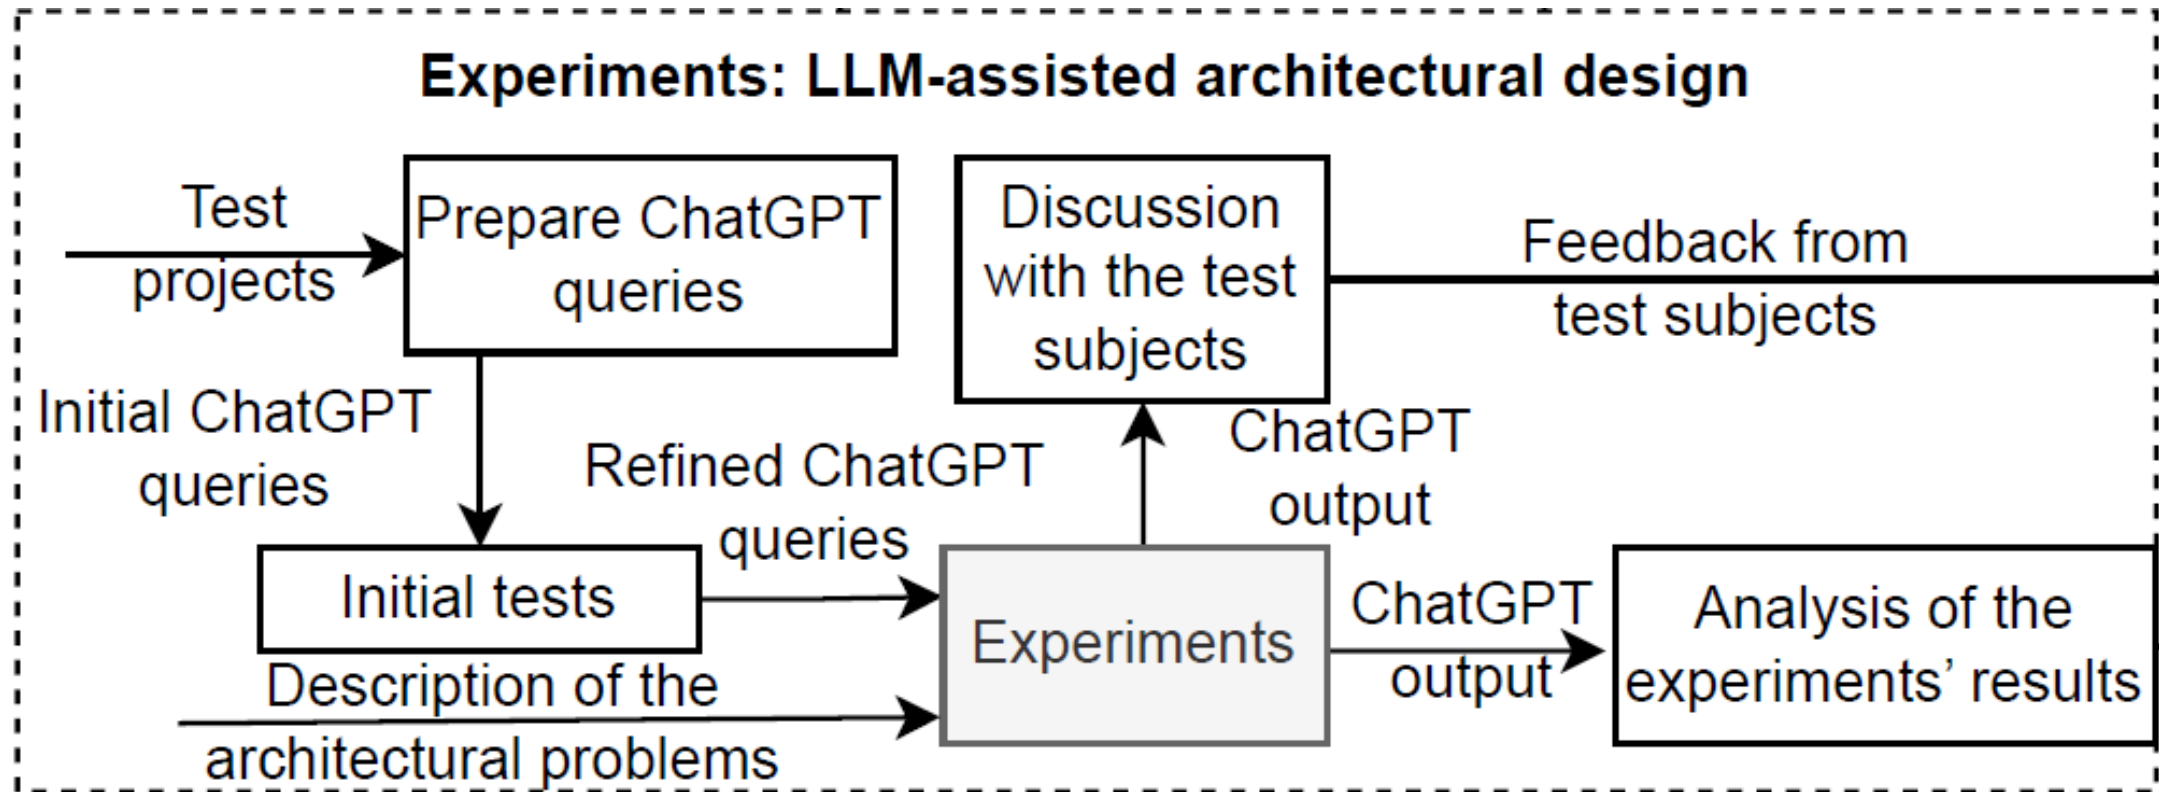 Experiments: LLM-assisted architectural design
Test
projects
Prepare ChatGPT
queries
Discussion
with the test
subjects
Feedback from
test subjects
Initial ChatGPT
queries
Refined ChatGPT
queries
ChatGPT
output
Initial tests
Experiments
ChatGPT
output
Analysis of the
experiments’ results
Description of the
architectural problems